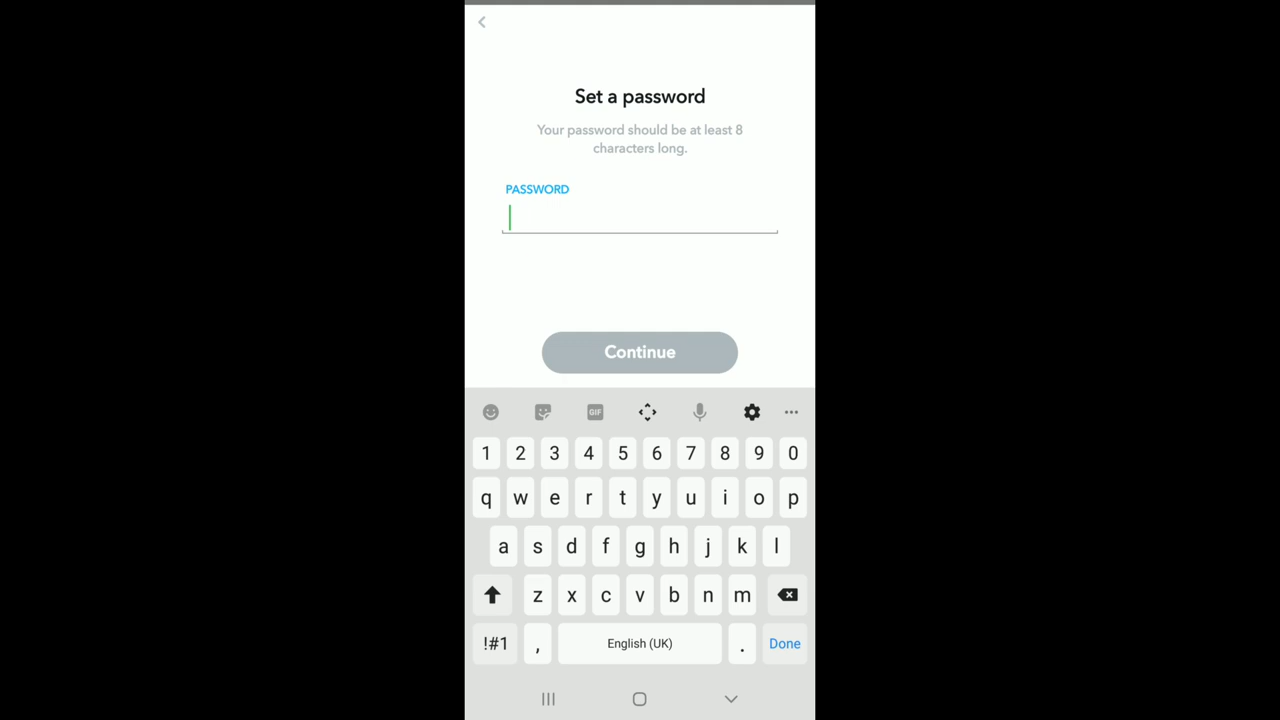 Set a password
Your password should be at least 8
characters long.
PASSWORD
Continue
GIF
1 2 3 4 5 6 7 8 9 0
q w e r t y u i o p
a s d f g h j k l
z x c v b n m
!#1 , English (UK) . Done